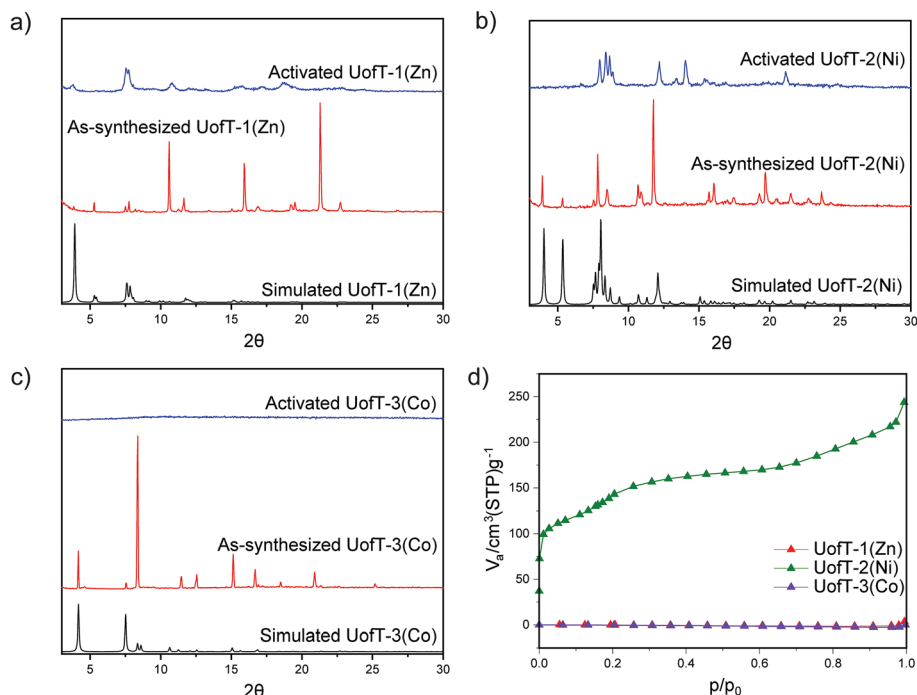 a)
Activated UofT-1(Zn)
As-synthesized UofT-1(Zn)
Simulated UofT-1(Zn)
5 10 15 20 25 30
2θ
b)
Activated UofT-2(Ni)
As-synthesized UofT-2(Ni)
Simulated UofT-2(Ni)
5 10 15 20 25 30
2θ
c)
Activated UofT-3(Co)
As-synthesized UofT-3(Co)
Simulated UofT-3(Co)
5 10 15 20 25 30
2θ
d)
250
200
150
100
50
0
Va/cm³(STP)g⁻¹
UofT-1(Zn)
UofT-2(Ni)
UofT-3(Co)
0.0 0.2 0.4 0.6 0.8 1.0
p/p₀